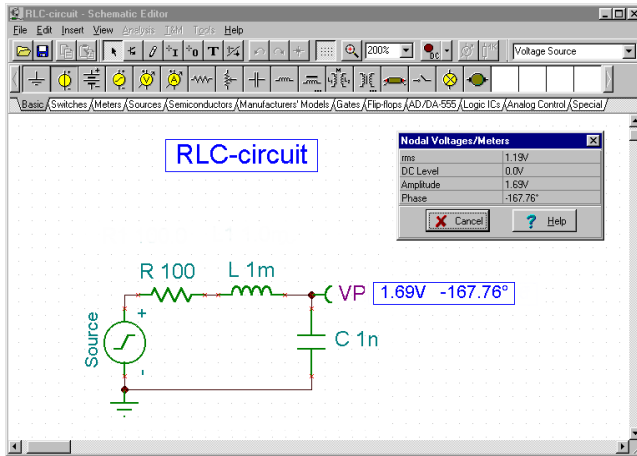 RLC-circuit - Schematic Editor
File Edit Insert View Analysis T&M Tools Help
T 200% DC Voltage Source
Basic Switches Meters Sources Semiconductors Manufacturers' Models Gates Flip-flops AD/DA-555 Logic ICs Analog Control Special
RLC-circuit
Nodal Voltages/Meters
rms 1.19V
DC Level 0.0V
Amplitude 1.69V
Phase -167.76°
Cancel ? Help
R 100
L 1m
VP
1.69V -167.76°
+
Source
C 1n
-